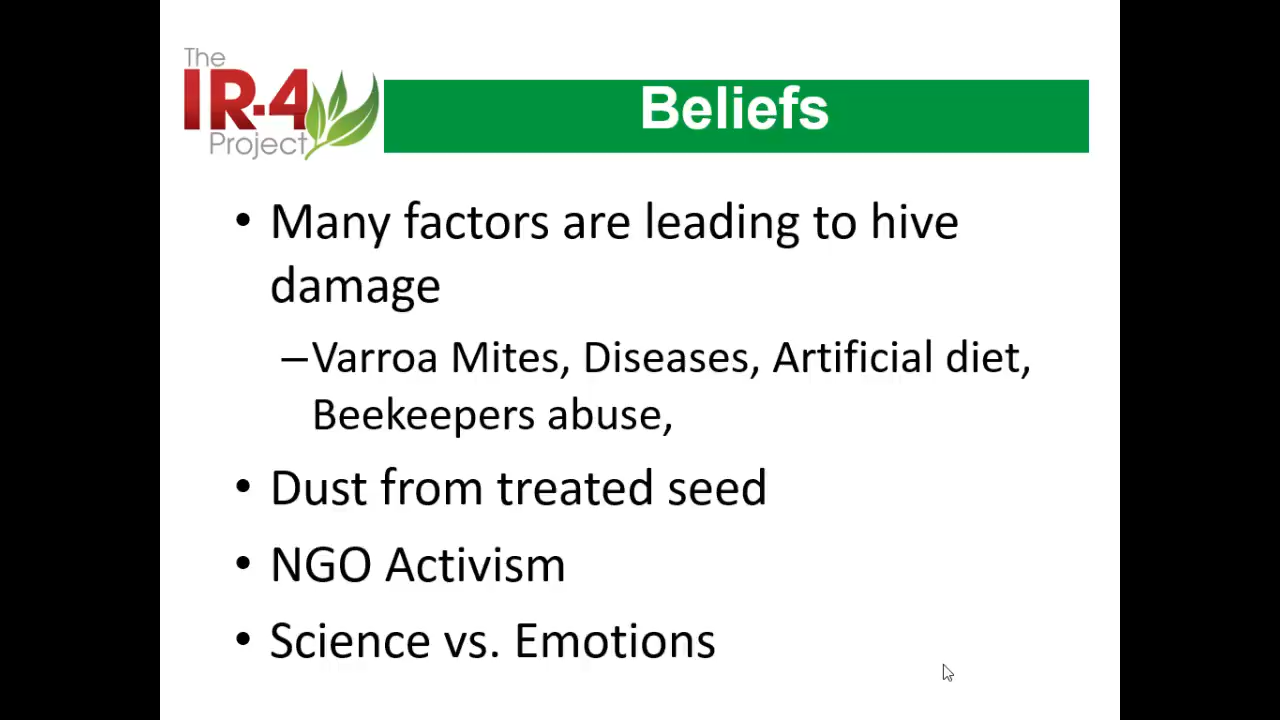 The
IR-4
Project
Beliefs
• Many factors are leading to hive
damage
–Varroa Mites, Diseases, Artificial diet,
Beekeepers abuse,
• Dust from treated seed
• NGO Activism
• Science vs. Emotions